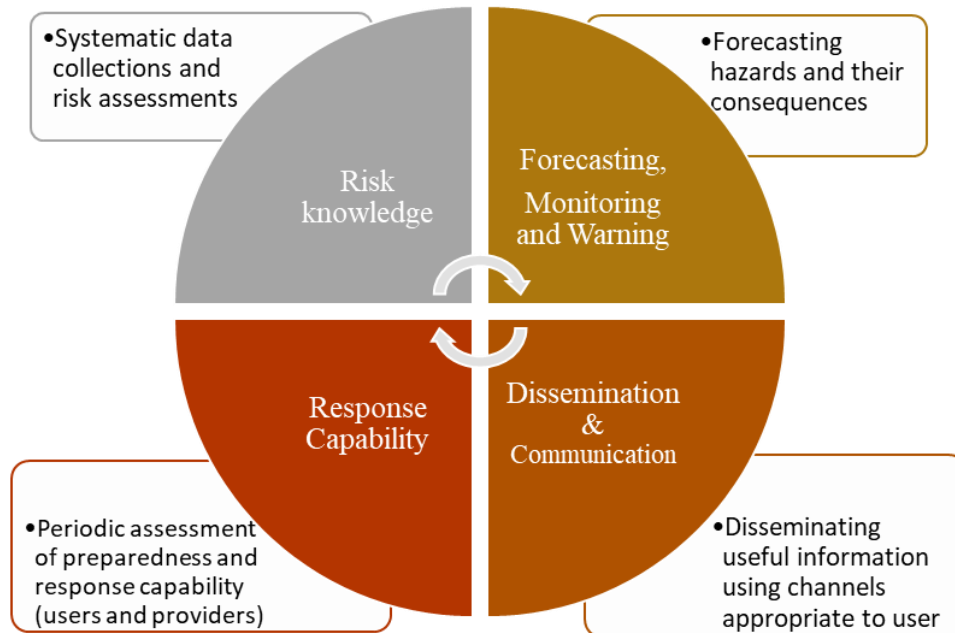 •Systematic data
collections and
risk assessments
•Forecasting
hazards and their
consequences
Risk
knowledge
Forecasting,
Monitoring
and Warning
Response
Capability
Dissemination
&
Communication
•Periodic assessment
of preparedness and
response capability
(users and providers)
•Disseminating
useful information
using channels
appropriate to user